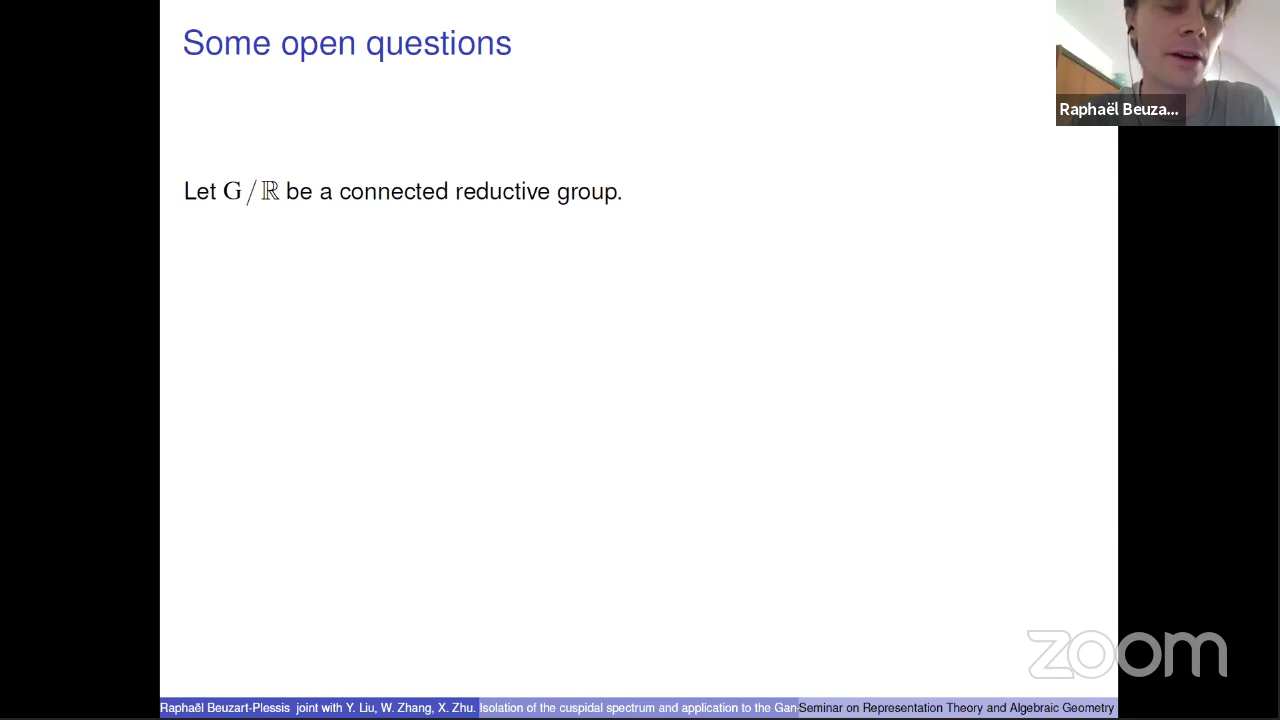 Some open questions
Raphaël Beuza...
Let G / ℝ be a connected reductive group.
zoom
Raphaël Beuzart-Plessis joint with Y. Liu, W. Zhang, X. Zhu. Isolation of the cuspidal spectrum and application to the Gan- Seminar on Representation Theory and Algebraic Geometry